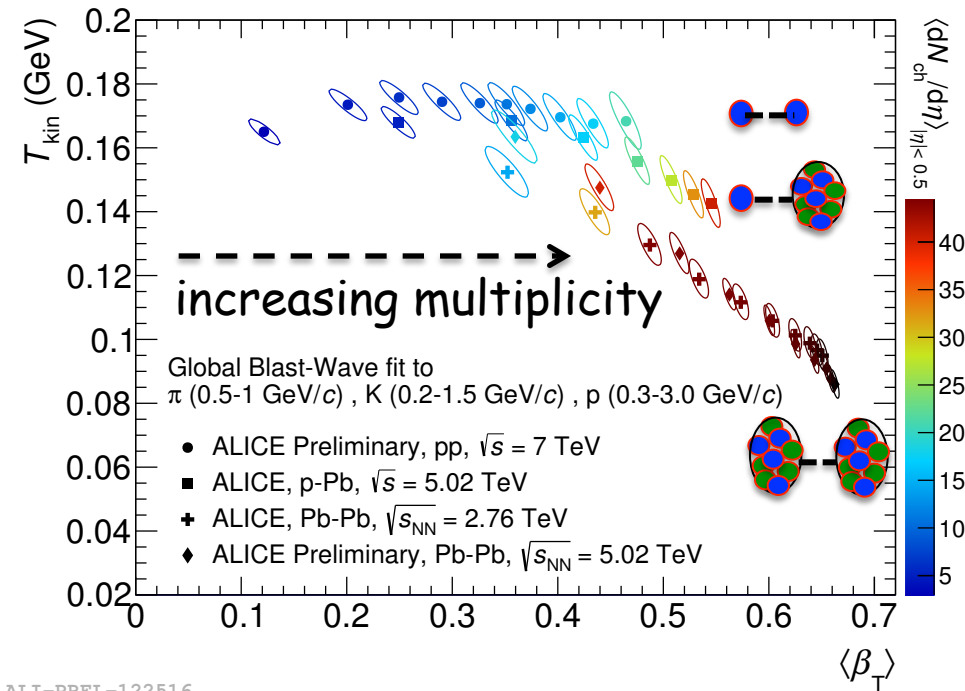 0.2
0.18
0.16
0.14
0.12
0.1
0.08
0.06
0.04
0.02
T_kin (GeV)
0 0.1 0.2 0.3 0.4 0.5 0.6 0.7
⟨β_T⟩
increasing multiplicity
Global Blast-Wave fit to
π (0.5-1 GeV/c) , K (0.2-1.5 GeV/c) , p (0.3-3.0 GeV/c)
ALICE Preliminary, pp, √s = 7 TeV
ALICE, p-Pb, √s = 5.02 TeV
ALICE, Pb-Pb, √s_NN = 2.76 TeV
ALICE Preliminary, Pb-Pb, √s_NN = 5.02 TeV
⟨dN_ch/dη⟩_|η|< 0.5
40
35
30
25
20
15
10
5
ALI-PREL-122516